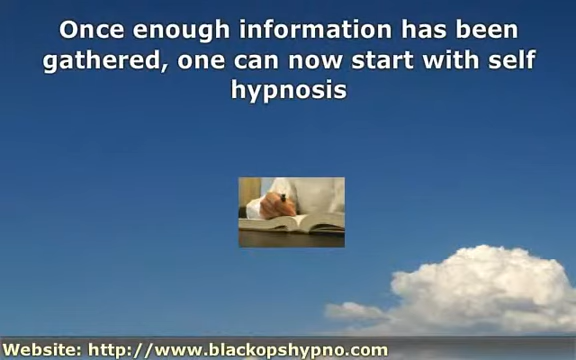 Once enough information has been
gathered, one can now start with self
hypnosis
Website: http://www.blackopshypno.com